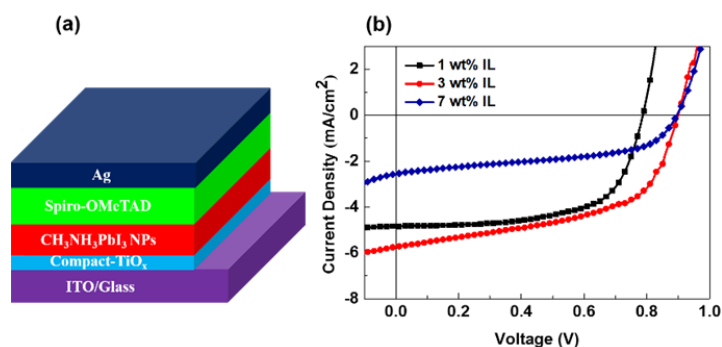 (a)
Ag
Spiro-OMcTAD
CH₃NH₃PbI₃ NPs
Compact-TiOₓ
ITO/Glass
(b)
1 wt% IL
3 wt% IL
7 wt% IL
Current Density (mA/cm²)
2
0
-2
-4
-6
-8
0.0 0.2 0.4 0.6 0.8 1.0
Voltage (V)